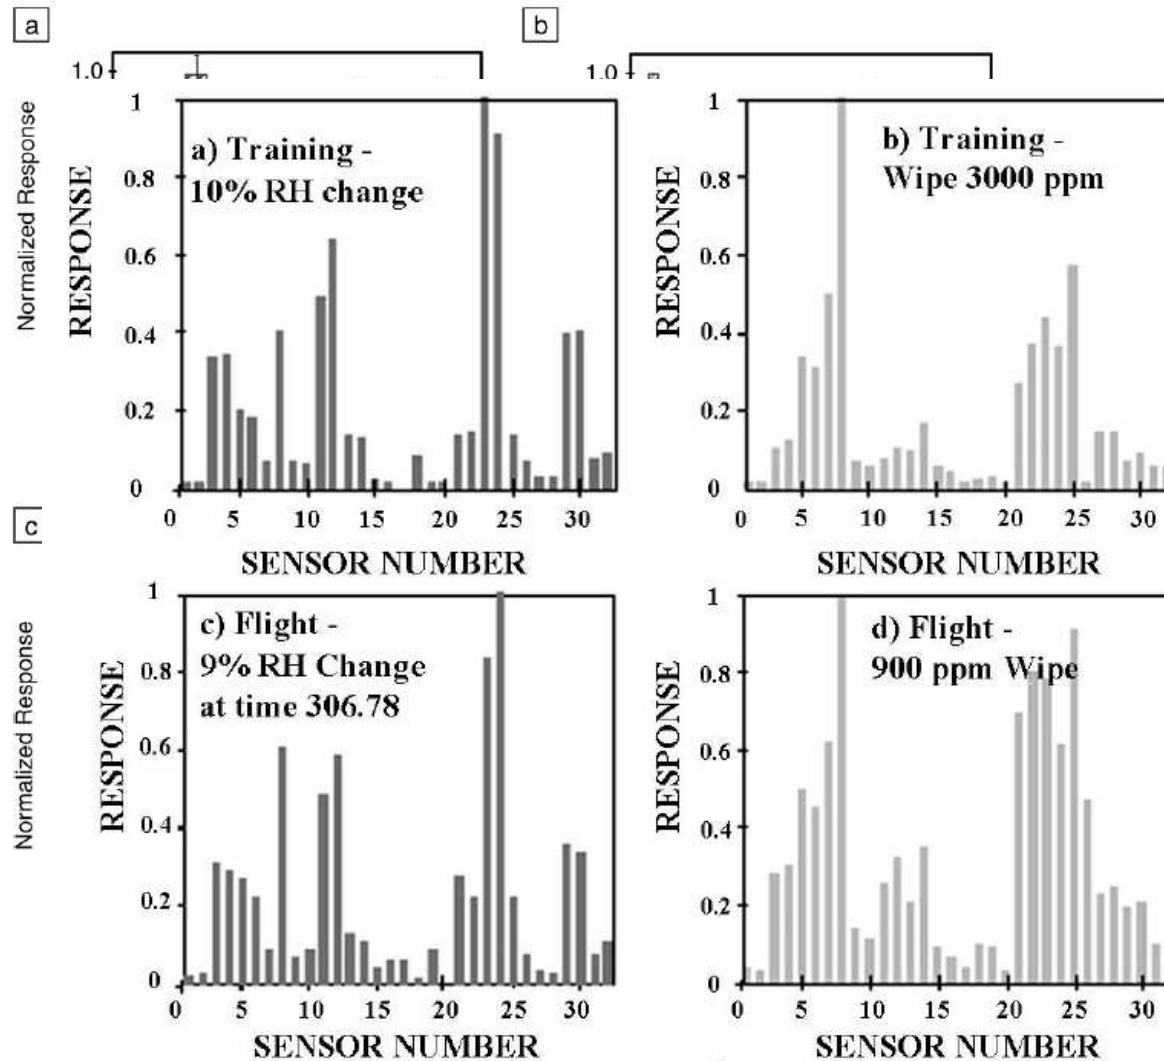 a
b
1.0
1.0
Normalized Response
RESPONSE
1
0.8
0.6
0.4
0.2
0
a) Training -
10% RH change
0 5 10 15 20 25 30
SENSOR NUMBER
RESPONSE
1
0.8
0.6
0.4
0.2
0
b) Training -
Wipe 3000 ppm
0 5 10 15 20 25 30
SENSOR NUMBER
c
Normalized Response
RESPONSE
1
0.8
0.6
0.4
0.2
0
c) Flight -
9% RH Change
at time 306.78
0 5 10 15 20 25 30
SENSOR NUMBER
RESPONSE
1
0.8
0.6
0.4
0.2
0
d) Flight -
900 ppm Wipe
0 5 10 15 20 25 30
SENSOR NUMBER